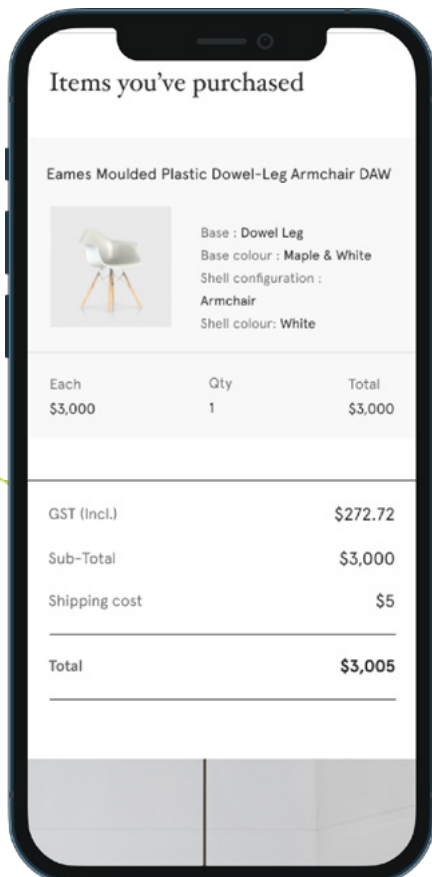 Items you’ve purchased
Eames Moulded Plastic Dowel-Leg Armchair DAW
Base : Dowel Leg
Base colour : Maple & White
Shell configuration :
Armchair
Shell colour: White
Each Qty Total
$3,000 1 $3,000
GST (Incl.) $272.72
Sub-Total $3,000
Shipping cost $5
Total $3,005